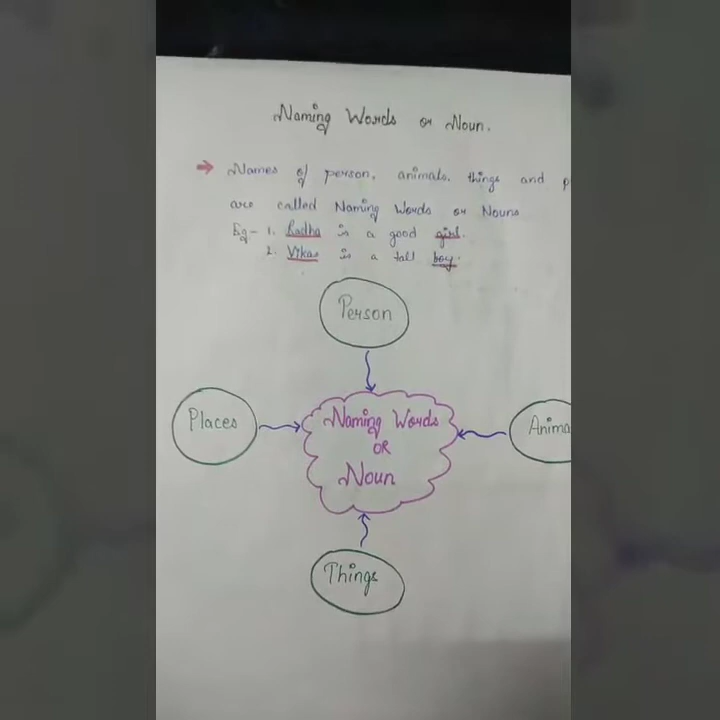 Naming Words or Noun.
Names of person, animals, things and p
are called Naming Words or Nouns
Eg- 1. Radha is a good girl.
2. Vikas is a tall boy.
Person
Places
Naming Words
OR
Noun
Anima
Things